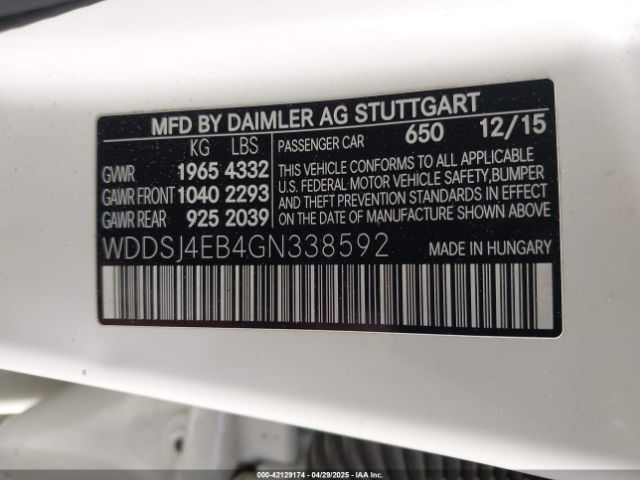 MFD BY DAIMLER AG STUTTGART
KG LBS
GVWR 1965 4332
GAWR FRONT 1040 2293
GAWR REAR 925 2039
PASSENGER CAR 650 12/15
THIS VEHICLE CONFORMS TO ALL APPLICABLE
U.S. FEDERAL MOTOR VEHICLE SAFETY,BUMPER
AND THEFT PREVENTION STANDARDS IN EFFECT
ON THE DATE OF MANUFACTURE SHOWN ABOVE
WDDSJ4EB4GN338592 MADE IN HUNGARY
000-42129174 | 04/29/2025 - IAAI, Inc. Copyright